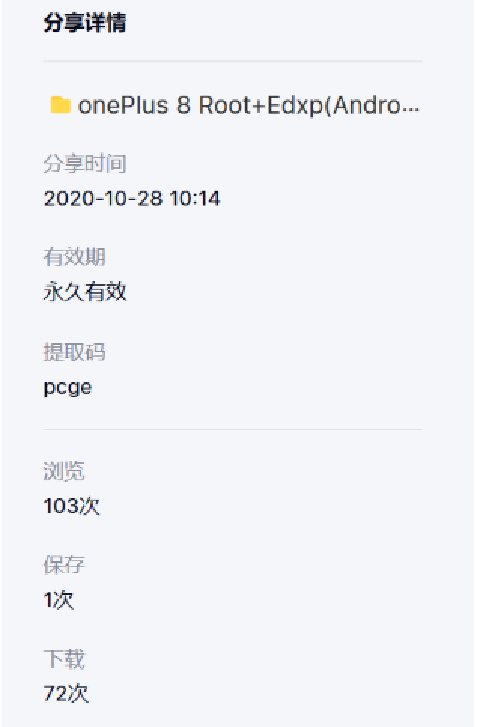 分享详情
onePlus 8 Root+Edxp(Andro...
分享时间
2020-10-28 10:14
有效期
永久有效
提取码
pcge
浏览
103次
保存
1次
下载
72次